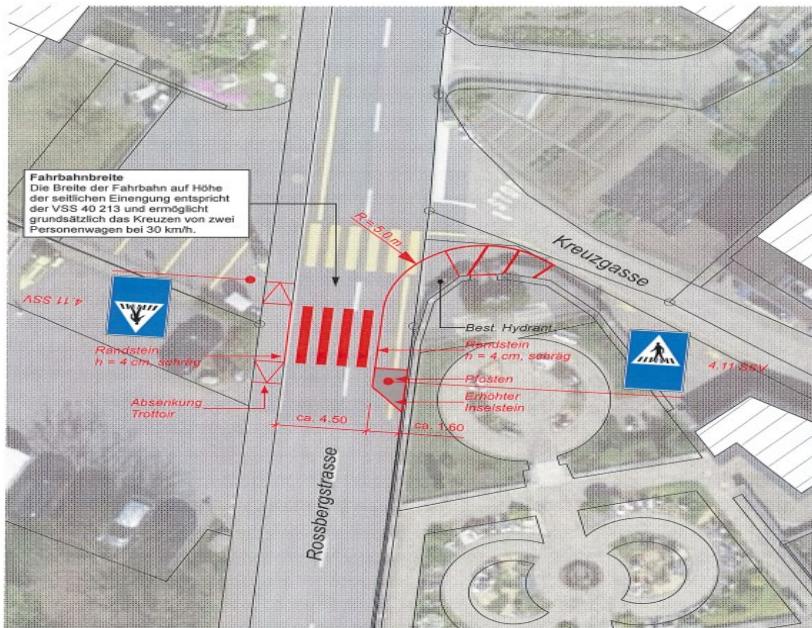 Fahrbahnbreite
Die Breite der Fahrbahn auf Höhe
der seitlichen Einengung entspricht
der VSS 40 213 und ermöglicht
grundsätzlich das Kreuzen von zwei
Personenwagen bei 30 km/h.
R=5.0m
Kreuzgasse
4.11 SSV
Best. Hydrant
Randstein
h = 4 cm, schräg
Randstein
h = 4 cm, schräg
4.11 SSV
Pfosten
Erhöhter
Inselstein
Absenkung
Trottoir
ca. 4.50
ca. 1.60
Rossbergstrasse